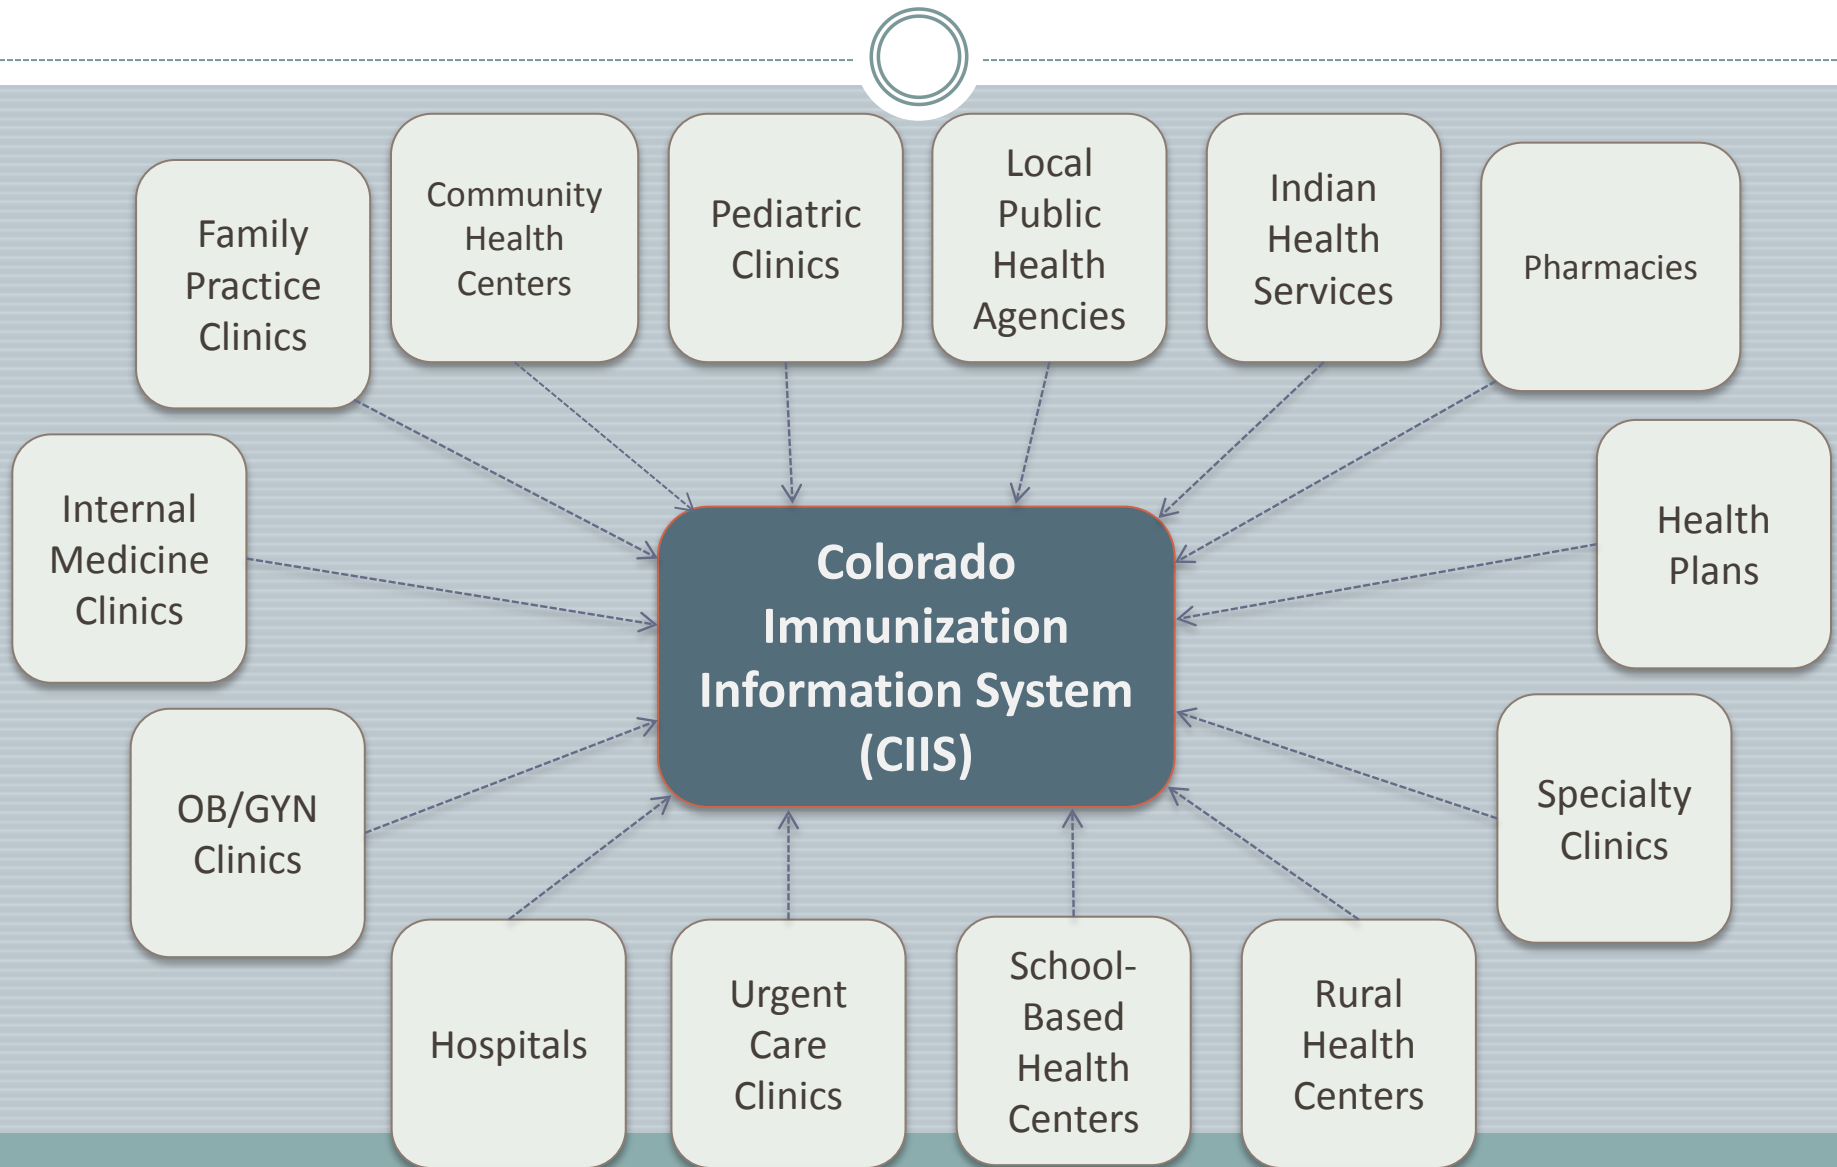 Family
Practice
Clinics
Community
Health
Centers
Pediatric
Clinics
Local
Public
Health
Agencies
Indian
Health
Services
Pharmacies
Internal
Medicine
Clinics
Colorado
Immunization
Information System
(CIIS)
Health
Plans
OB/GYN
Clinics
Specialty
Clinics
Hospitals
Urgent
Care
Clinics
School-
Based
Health
Centers
Rural
Health
Centers